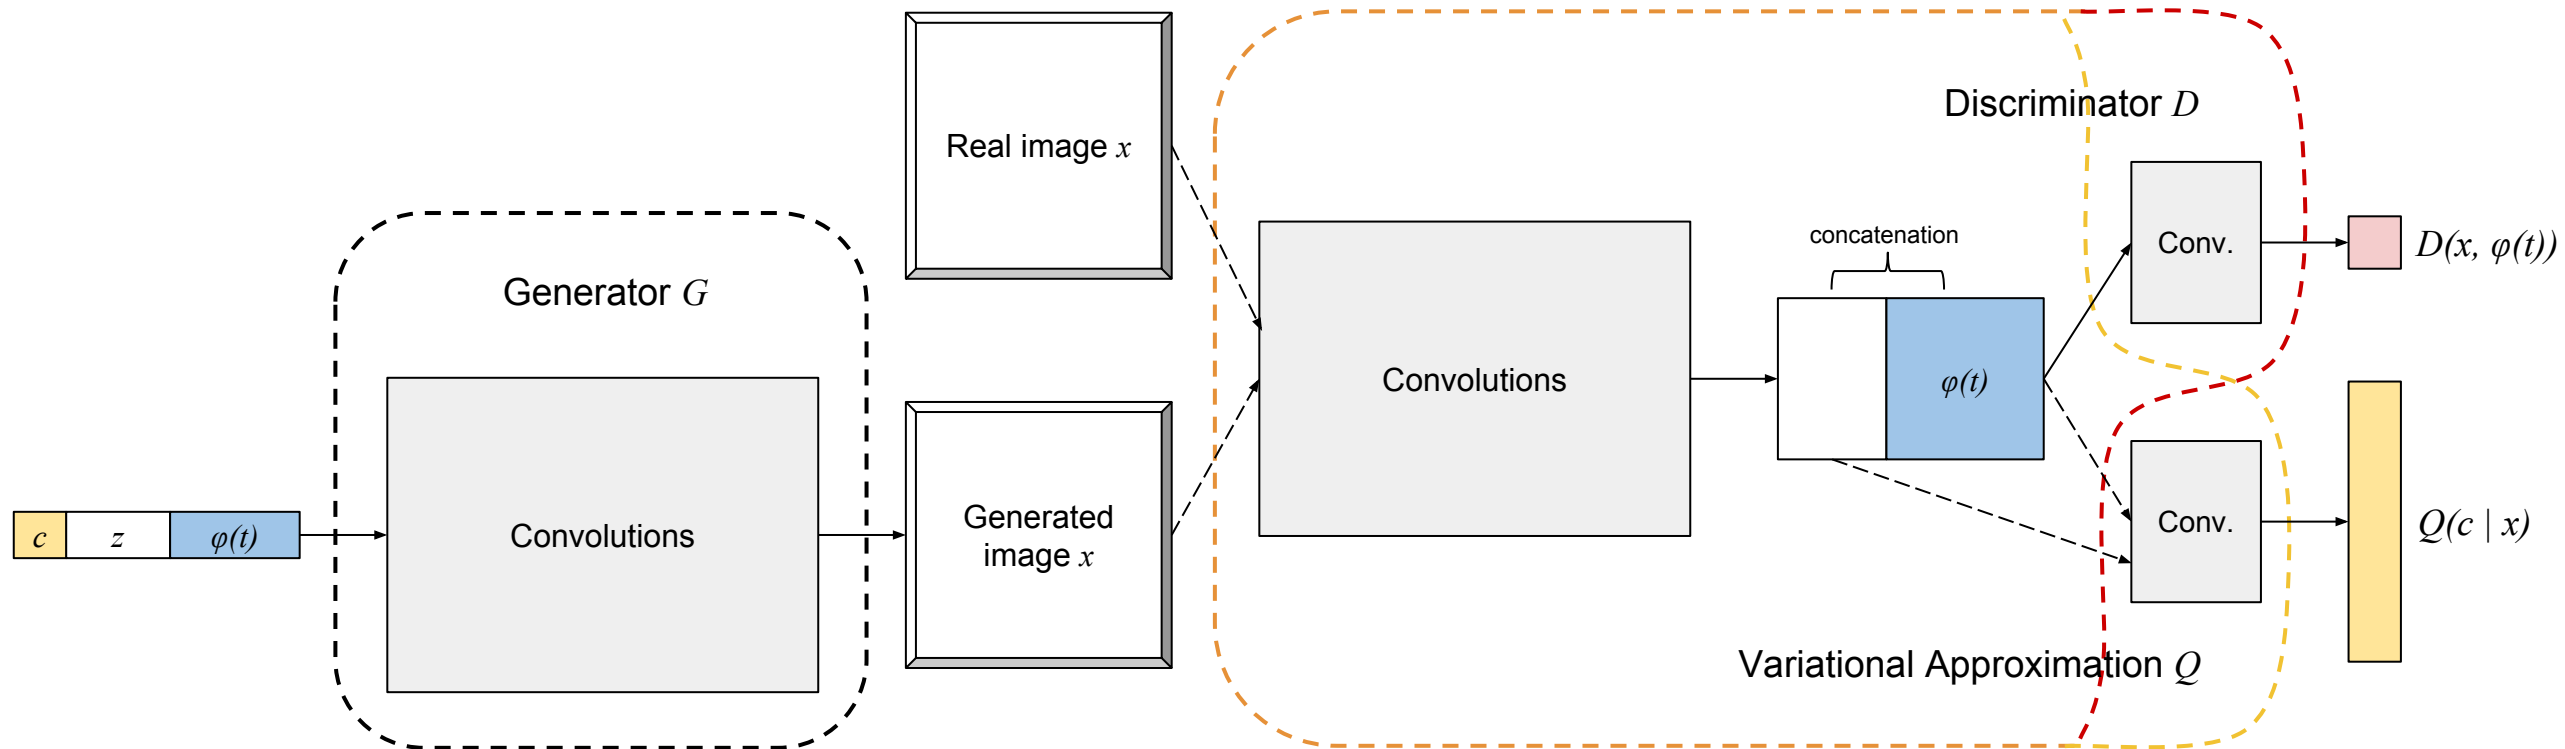 c
z
φ(t)
Generator G
Convolutions
Real image x
Generated
image x
Convolutions
concatenation
φ(t)
Discriminator D
Conv.
D(x, φ(t))
Conv.
Q(c | x)
Variational Approximation Q